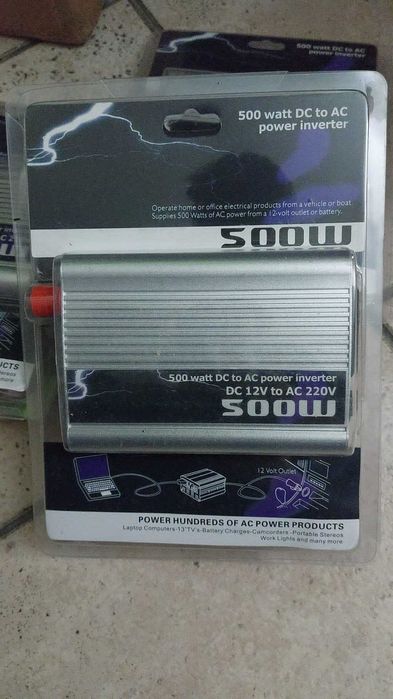 500 watt DC to AC
power inverter
500 watt DC to AC
power inverter
Operate home or office electrical products from a vehicle or boat.
Supplies 500 Watts of AC power from a 12-volt outlet or battery.
500W
500 watt DC to AC power inverter
DC 12V to AC 220V
500W
12 Volt Outlet
POWER HUNDREDS OF AC POWER PRODUCTS
Laptop Computers-13"TV's-Battery Charges-Camcorders-Portable Stereos
Work Lights and many more
UCTS
Stereos
more